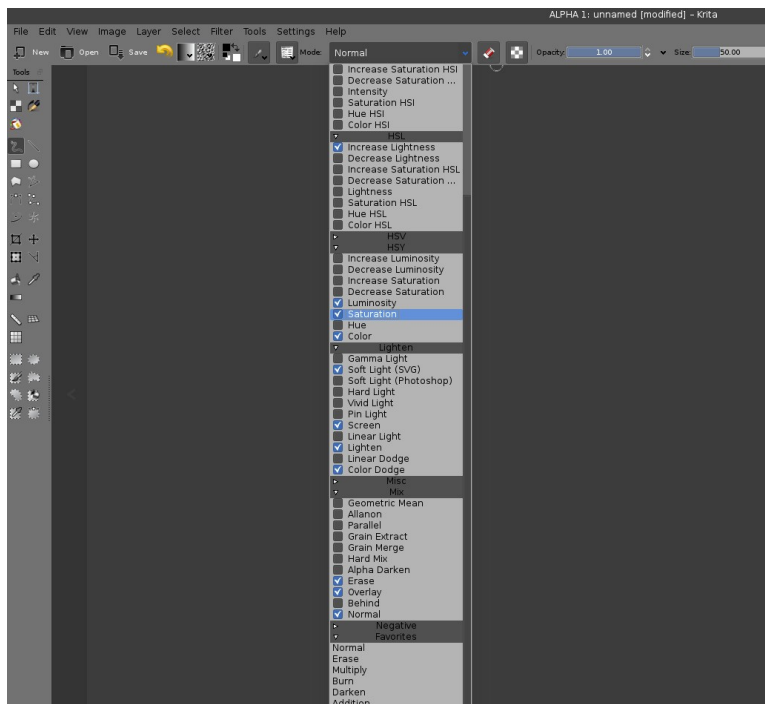 ALPHA 1: unnamed [modified] – Krita
File Edit View Image Layer Select Filter Tools Settings Help
New Open Save Mode: Normal Opacity: 1.00 Size: 50.00
Tools
Increase Saturation HSI
Decrease Saturation ...
Intensity
Saturation HSI
Hue HSI
Color HSI
HSL
Increase Lightness
Decrease Lightness
Increase Saturation HSL
Decrease Saturation ...
Lightness
Saturation HSL
Hue HSL
Color HSL
HSV
HSY
Increase Luminosity
Decrease Luminosity
Increase Saturation
Decrease Saturation
Luminosity
Saturation
Hue
Color
Lighten
Gamma Light
Soft Light (SVG)
Soft Light (Photoshop)
Hard Light
Vivid Light
Pin Light
Screen
Linear Light
Lighten
Linear Dodge
Color Dodge
Misc
Mix
Geometric Mean
Allanon
Parallel
Grain Extract
Grain Merge
Hard Mix
Alpha Darken
Erase
Overlay
Behind
Normal
Negative
Favorites
Normal
Erase
Multiply
Burn
Darken
Addition